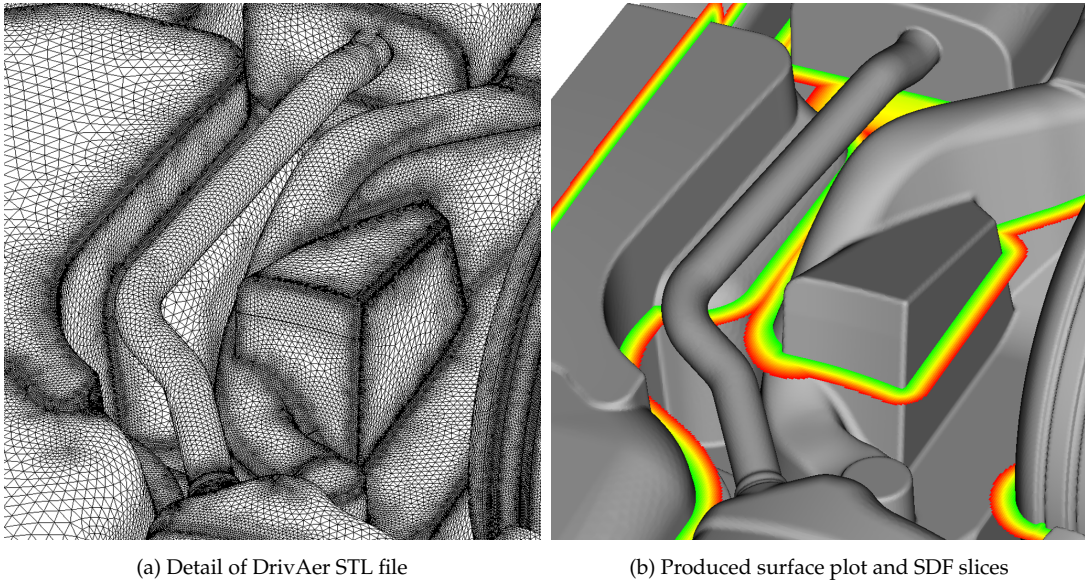 (a) Detail of DrivAer STL file
(b) Produced surface plot and SDF slices